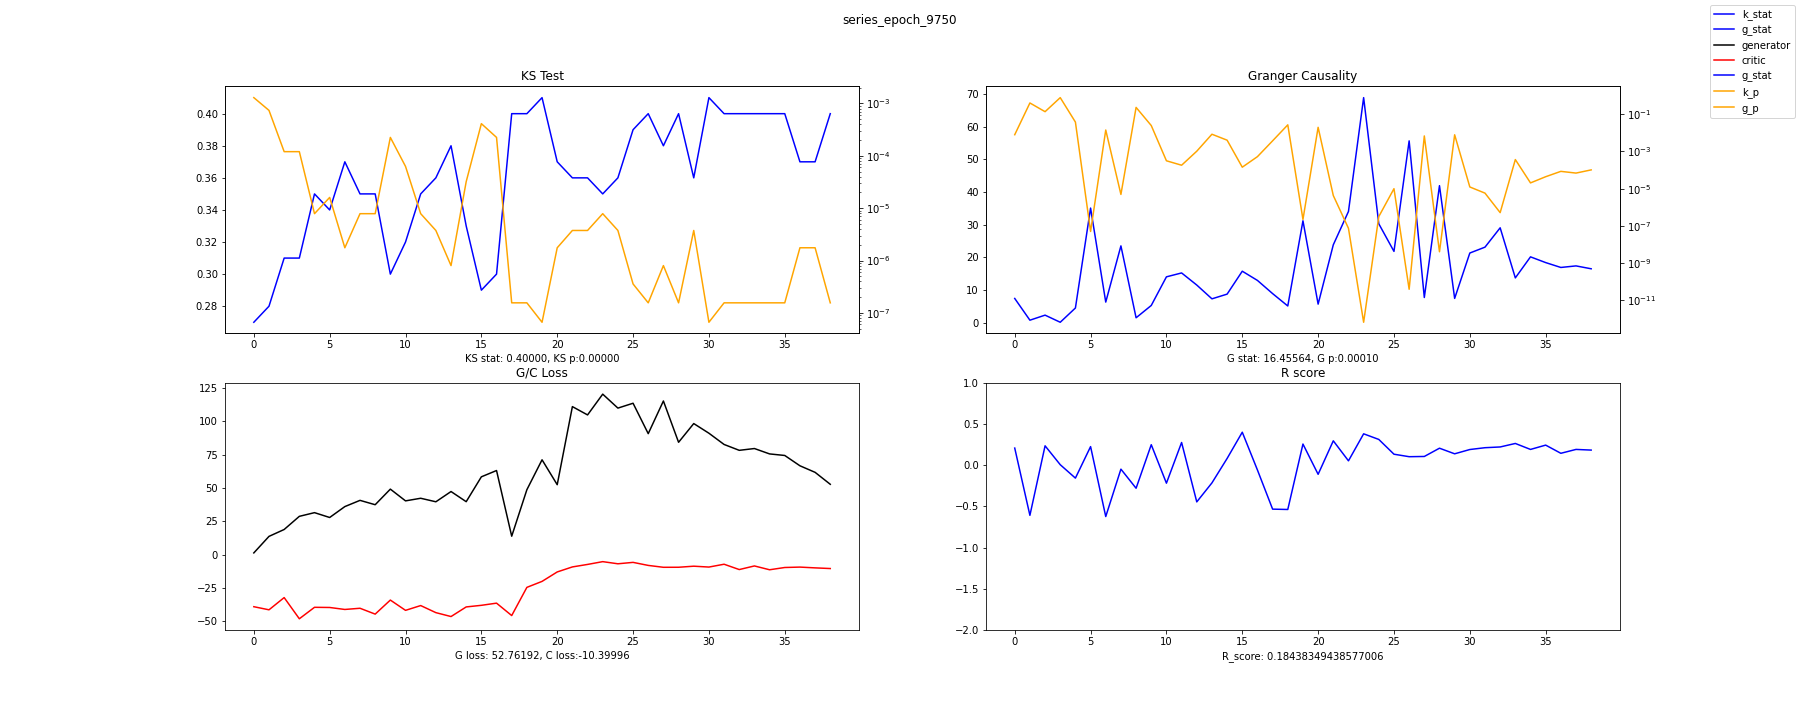 series_epoch_9750
k_stat
g_stat
generator
critic
g_stat
k_p
g_p
KS Test
0.40
0.38
0.36
0.34
0.32
0.30
0.28
10⁻³
10⁻⁴
10⁻⁵
10⁻⁶
10⁻⁷
0 5 10 15 20 25 30 35
KS stat: 0.40000, KS p:0.00000
Granger Causality
70
60
50
40
30
20
10
0
10⁻¹
10⁻³
10⁻⁵
10⁻⁷
10⁻⁹
10⁻¹¹
0 5 10 15 20 25 30 35
G stat: 16.45564, G p:0.00010
G/C Loss
125
100
75
50
25
0
−25
−50
0 5 10 15 20 25 30 35
G loss: 52.76192, C loss:-10.39996
R score
1.0
0.5
0.0
−0.5
−1.0
−1.5
−2.0
0 5 10 15 20 25 30 35
R_score: 0.18438349438577006